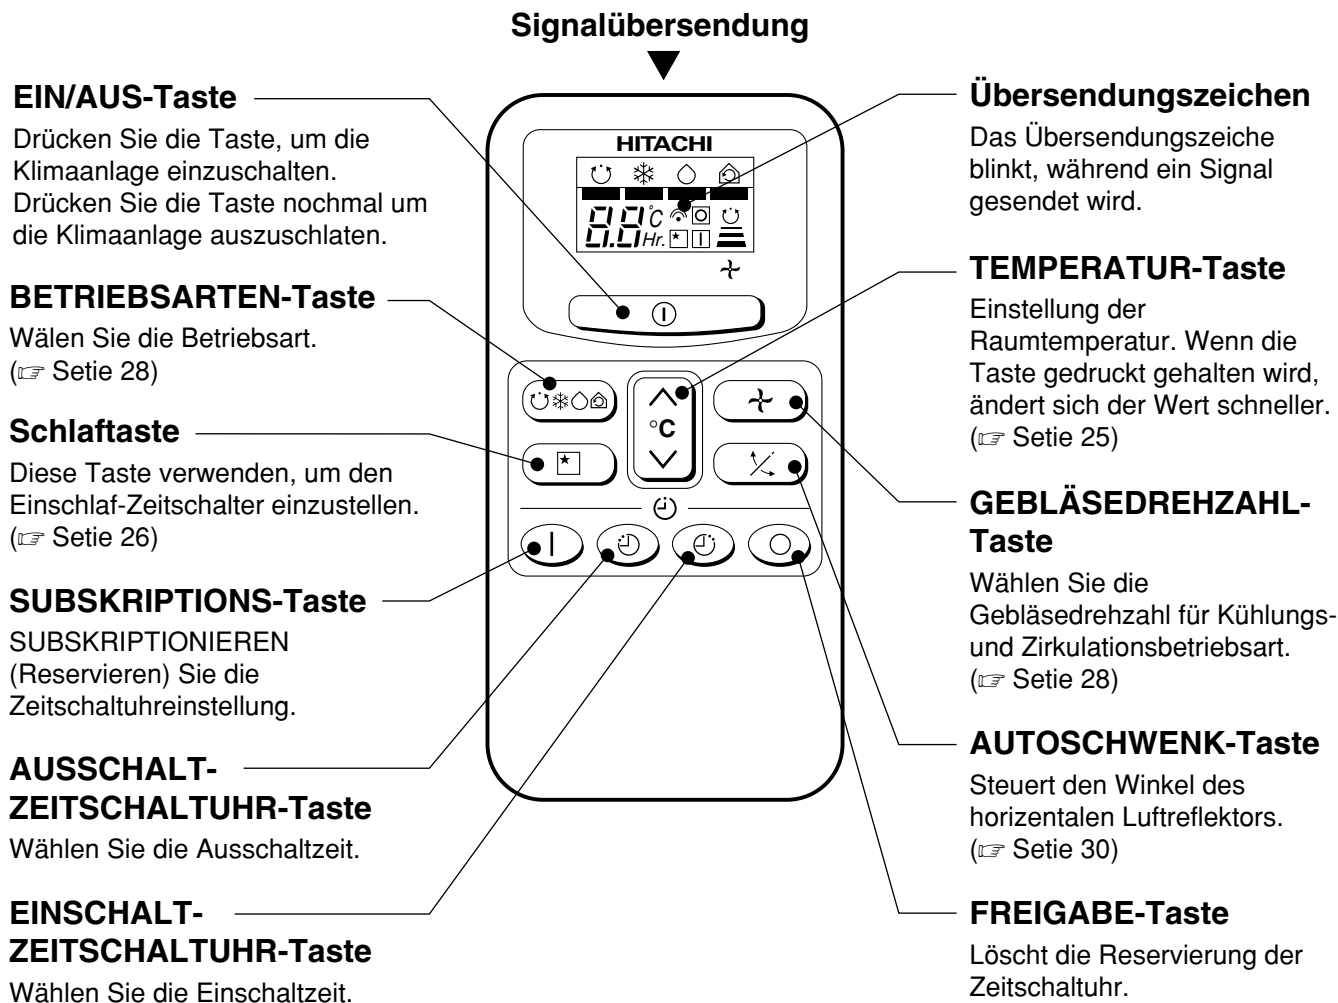 Signalübersendung
EIN/AUS-Taste
Drücken Sie die Taste, um die
Klimaanlage einzuschalten.
Drücken Sie die Taste nochmal um
die Klimaanlage auszuschlaten.
BETRIEBSARTEN-Taste
Wälen Sie die Betriebsart.
(☞ Setie 28)
Schlaftaste
Diese Taste verwenden, um den
Einschlaf-Zeitschalter einzustellen.
(☞ Setie 26)
SUBSKRIPTIONS-Taste
SUBSKRIPTIONIEREN
(Reservieren) Sie die
Zeitschaltuhreinstellung.
AUSSCHALT-
ZEITSCHALTUHR-Taste
Wählen Sie die Ausschaltzeit.
EINSCHALT-
ZEITSCHALTUHR-Taste
Wählen Sie die Einschaltzeit.
HITACHI
8.8°C
Hr.
°C
Übersendungszeichen
Das Übersendungszeiche
blinkt, während ein Signal
gesendet wird.
TEMPERATUR-Taste
Einstellung der
Raumtemperatur. Wenn die
Taste gedruckt gehalten wird,
ändert sich der Wert schneller.
(☞ Setie 25)
GEBLÄSEDREHZAHL-
Taste
Wählen Sie die
Gebläsedrehzahl für Kühlungs-
und Zirkulationsbetriebsart.
(☞ Setie 28)
AUTOSCHWENK-Taste
Steuert den Winkel des
horizentalen Luftreflektors.
(☞ Setie 30)
FREIGABE-Taste
Löscht die Reservierung der
Zeitschaltuhr.